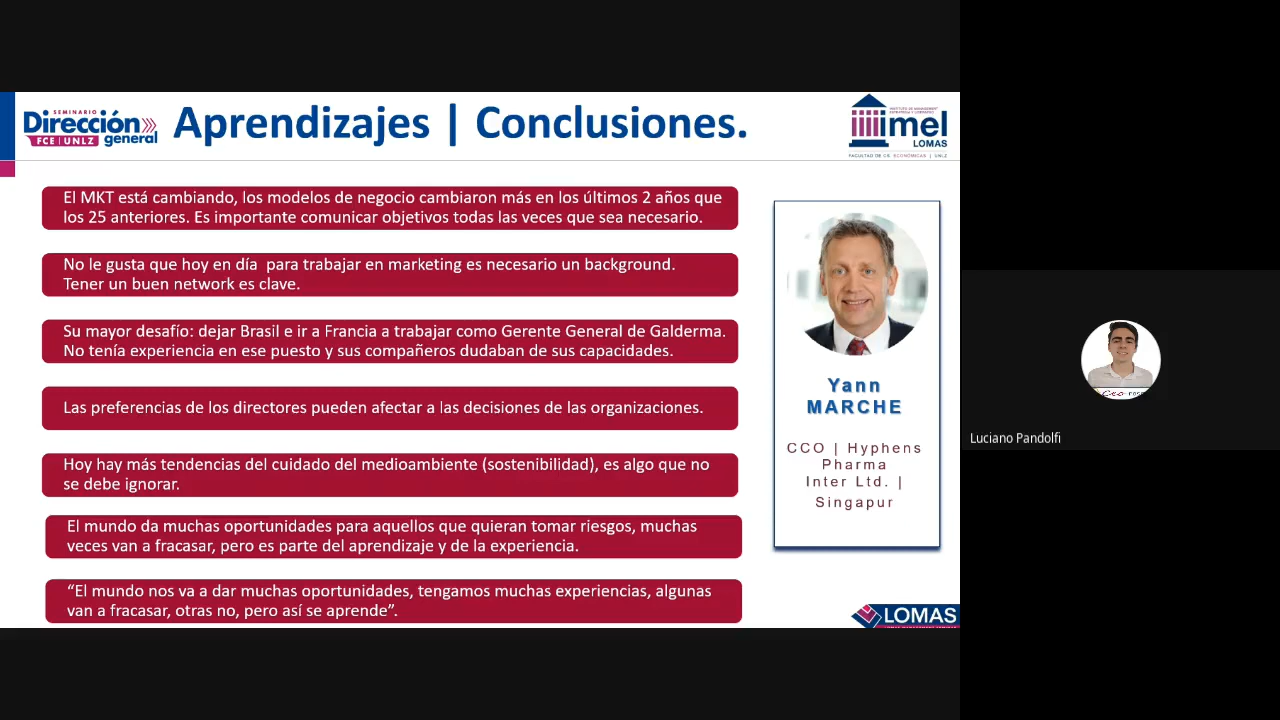 SEMINARIO
Dirección
general
FCE | UNLZ
Aprendizajes | Conclusiones.
INSTITUTO DE MANAGEMENT
ESTRATEGIA Y LIDERAZGO
imel
LOMAS
FACULTAD DE CS. ECONÓMICAS | UNLZ
El MKT está cambiando, los modelos de negocio cambiaron más en los últimos 2 años que
los 25 anteriores. Es importante comunicar objetivos todas las veces que sea necesario.
No le gusta que hoy en día  para trabajar en marketing es necesario un background.
Tener un buen network es clave.
Su mayor desafío: dejar Brasil e ir a Francia a trabajar como Gerente General de Galderma.
No tenía experiencia en ese puesto y sus compañeros dudaban de sus capacidades.
Las preferencias de los directores pueden afectar a las decisiones de las organizaciones.
Hoy hay más tendencias del cuidado del medioambiente (sostenibilidad), es algo que no
se debe ignorar.
El mundo da muchas oportunidades para aquellos que quieran tomar riesgos, muchas
veces van a fracasar, pero es parte del aprendizaje y de la experiencia.
“El mundo nos va a dar muchas oportunidades, tengamos muchas experiencias, algunas
van a fracasar, otras no, pero así se aprende”.
Yann
MARCHE
CCO | Hyphens
Pharma
Inter Ltd. |
Singapur
LOMAS
Luciano Pandolfi